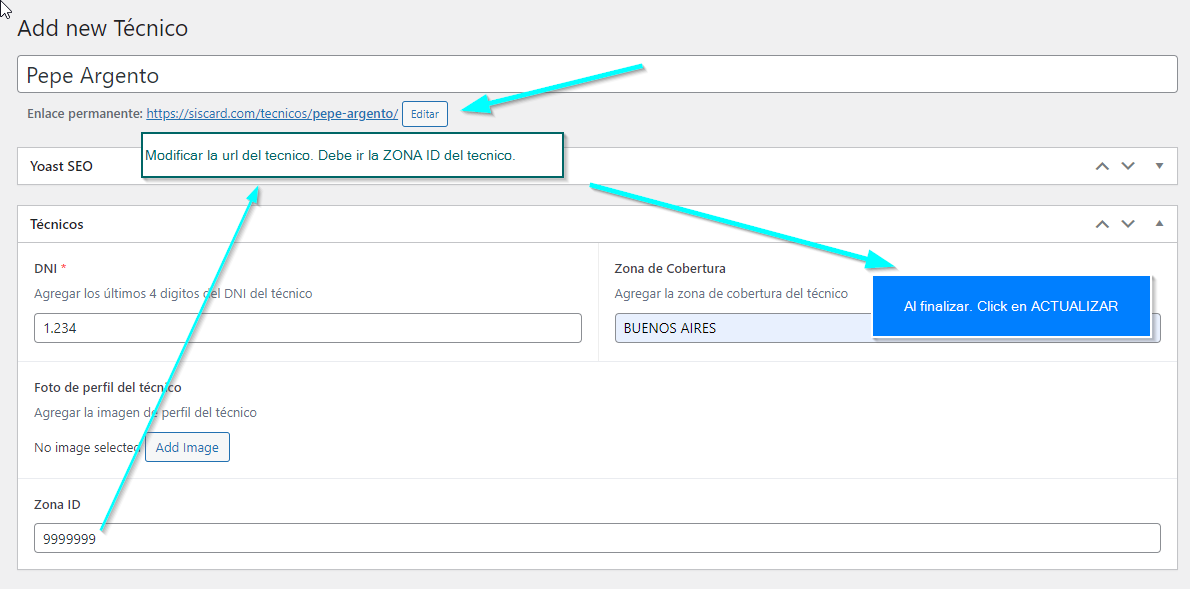 Add new Técnico
Pepe Argento
Enlace permanente: https://siscard.com/tecnicos/pepe-argento/ Editar
Modificar la url del tecnico. Debe ir la ZONA ID del tecnico.
Yoast SEO
Técnicos
DNI *
Agregar los últimos 4 digitos del DNI del técnico
1.234
Zona de Cobertura
Agregar la zona de cobertura del técnico
BUENOS AIRES
Al finalizar. Click en ACTUALIZAR
Foto de perfil del técnico
Agregar la imagen de perfil del técnico
No image selected Add Image
Zona ID
9999999